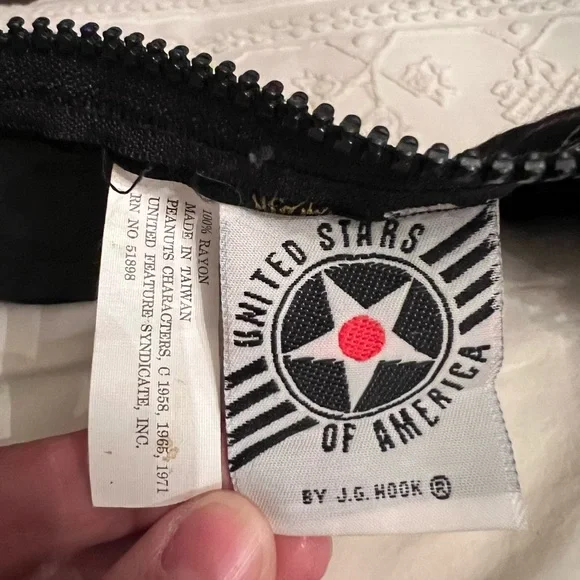 100% RAYON
MADE IN TAIWAN
PEANUTS CHARACTERS, C 1958, 1965, 1971
UNITED FEATURE SYNDICATE, INC.
RN NO 51898
UNITED STARS
OF AMERICA
BY J.G. HOOK ®